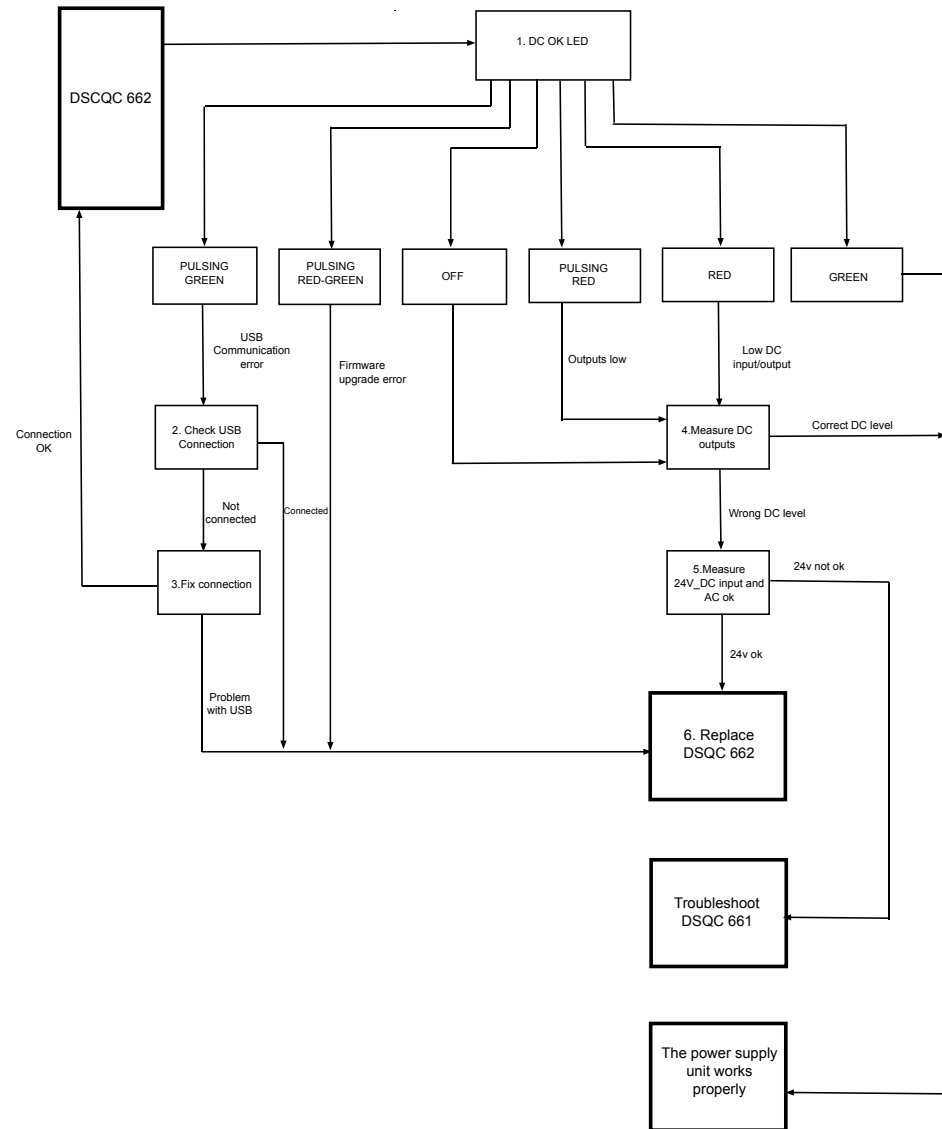 1. DC OK LED
DSCQC 662
PULSING
GREEN
PULSING
RED-GREEN
OFF
PULSING
RED
RED
GREEN
USB
Communication
error
Firmware
upgrade error
Outputs low
Low DC
input/output
Connection
OK
2. Check USB
Connection
4.Measure DC
outputs
Correct DC level
Not
connected
Connected
Wrong DC level
3.Fix connection
5.Measure
24V_DC input and
AC ok
24v not ok
24v ok
Problem
with USB
6. Replace
DSQC 662
Troubleshoot
DSQC 661
The power supply
unit works
properly